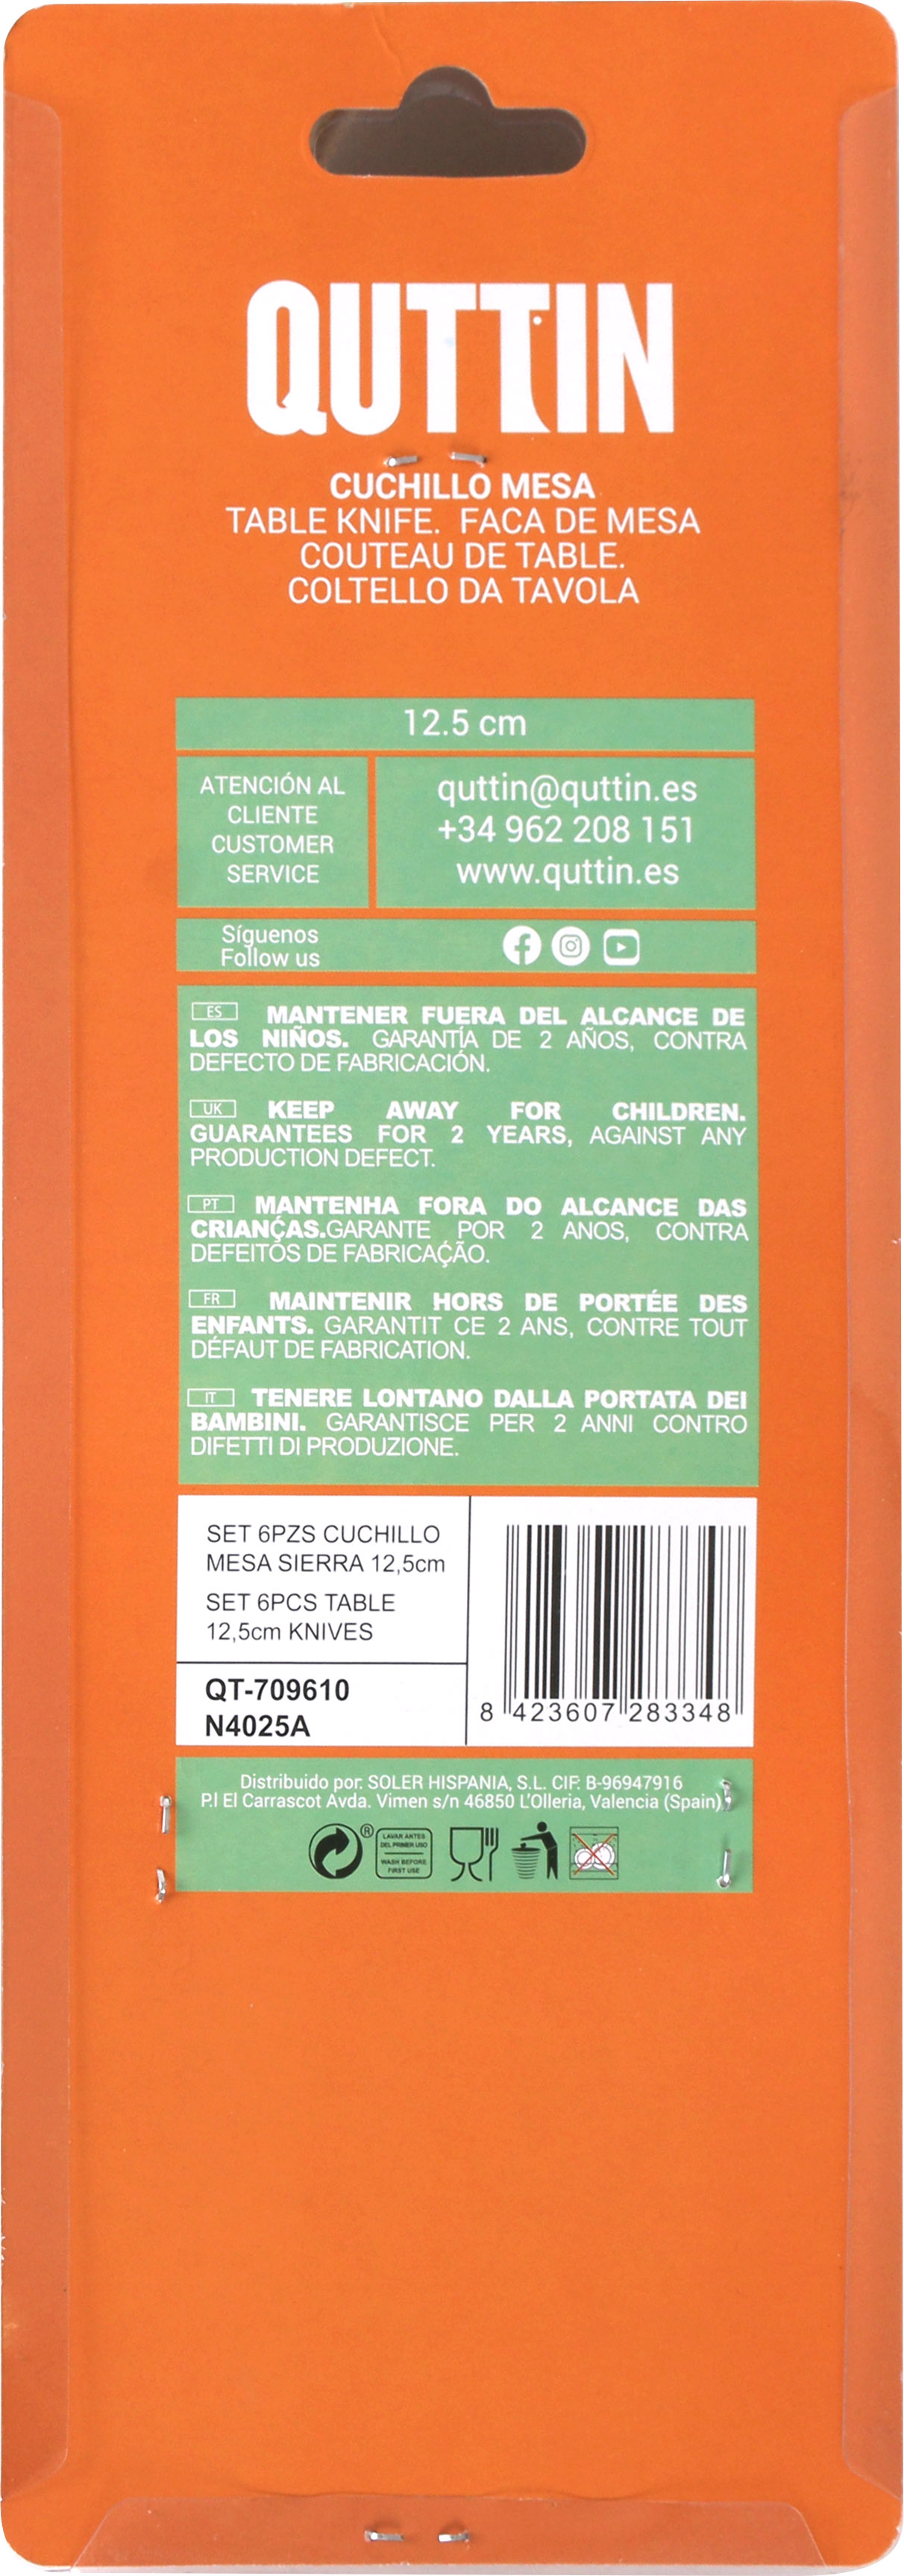 QUTTIN
CUCHILLO MESA
TABLE KNIFE. FACA DE MESA
COUTEAU DE TABLE.
COLTELLO DA TAVOLA
12.5 cm
ATENCIÓN AL
CLIENTE
CUSTOMER
SERVICE
quttin@quttin.es
+34 962 208 151
www.quttin.es
Síguenos
Follow us
ES MANTENER FUERA DEL ALCANCE DE
LOS NIÑOS. GARANTÍA DE 2 AÑOS, CONTRA
DEFECTO DE FABRICACIÓN.
UK KEEP AWAY FOR CHILDREN.
GUARANTEES FOR 2 YEARS, AGAINST ANY
PRODUCTION DEFECT.
PT MANTENHA FORA DO ALCANCE DAS
CRIANÇAS.GARANTE POR 2 ANOS, CONTRA
DEFEITOS DE FABRICAÇÃO.
FR MAINTENIR HORS DE PORTÉE DES
ENFANTS. GARANTIT CE 2 ANS, CONTRE TOUT
DÉFAUT DE FABRICATION.
IT TENERE LONTANO DALLA PORTATA DEI
BAMBINI. GARANTISCE PER 2 ANNI CONTRO
DIFETTI DI PRODUZIONE.
SET 6PZS CUCHILLO
MESA SIERRA 12,5cm
SET 6PCS TABLE
12,5cm KNIVES
QT-709610
N4025A
8 423607 283348
Distribuido por: SOLER HISPANIA, S.L. CIF: B-96947916
P.I El Carrascot Avda. Vimen s/n 46850 L'Olleria, Valencia (Spain)
®
LAVAR ANTES
DEL PRIMER USO
WASH BEFORE
FIRST USE